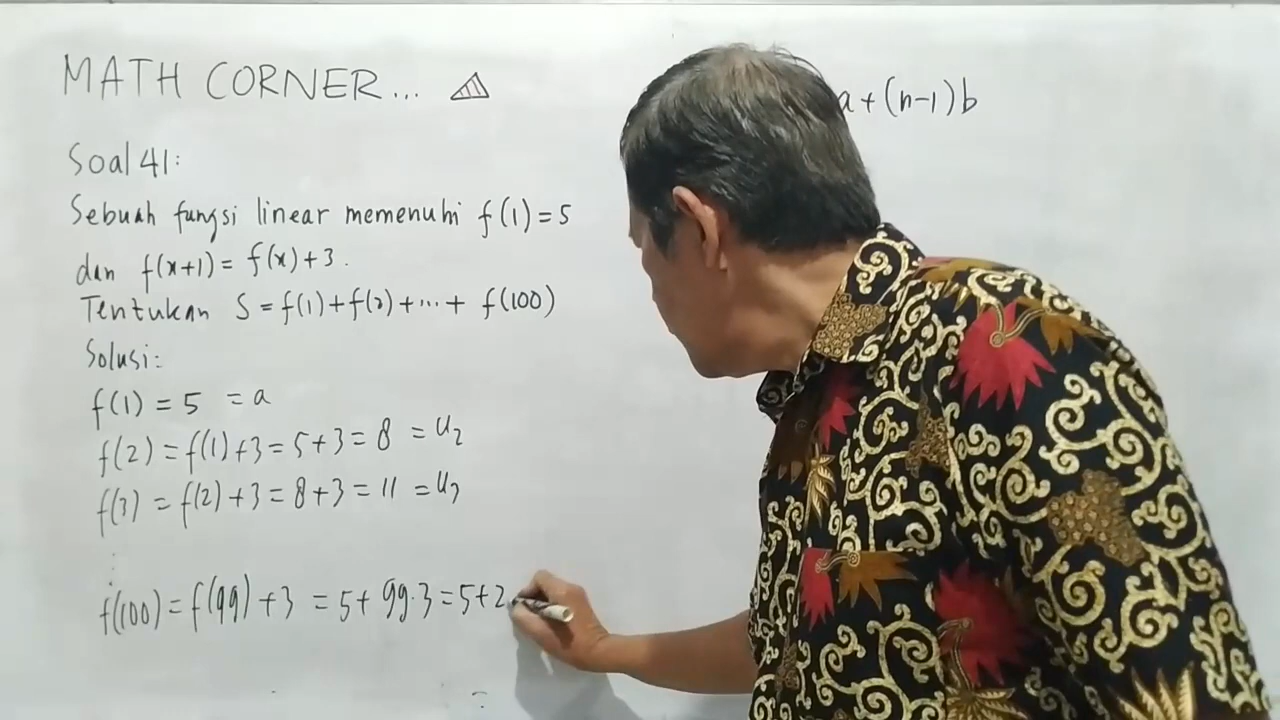 MATH CORNER...
a+(n-1)b
Soal 41:
Sebuah fungsi linear memenuhi f(1)=5
dan f(x+1)= f(x)+3.
Tentukan S=f(1)+f(2)+...+ f(100)
Solusi:
f(1) = 5 = a
f(2) = f(1)+3=5+3=8 = U₂
f(3) = f(2)+3=8+3=11 = U₃
:
f(100)=f(99)+3 =5+ 99.3=5+2